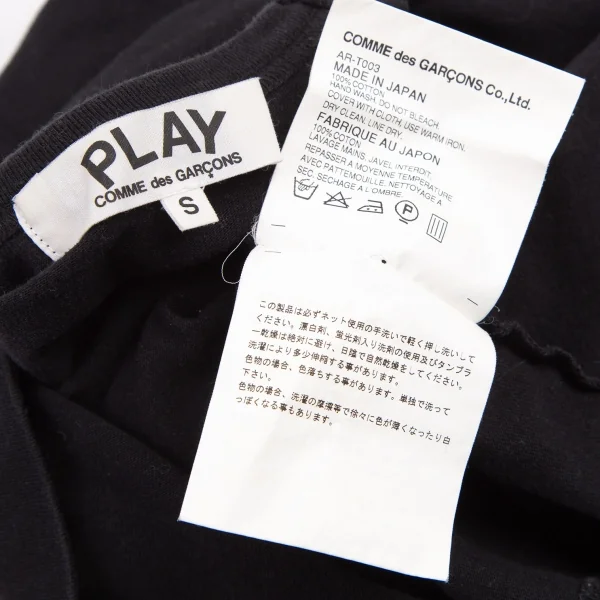 PLAY
COMME des GARÇONS
S
COMME des GARÇONS Co.,Ltd.
AR-T003
MADE IN JAPAN
100% COTTON
HAND WASH. DO NOT BLEACH.
COVER WITH CLOTH, USE WARM IRON.
DRY CLEAN. LINE DRY.
FABRIQUE AU JAPON
100% COTON
LAVAGE MAINS. JAVEL INTERDIT.
REPASSER A MOYENNE TEMPERATURE
AVEC PATTEMOUILLE. NETTOYAGE A
SEC. SECHAGE A L'OMBRE.
P
この製品は必ずネット使用の手洗いで軽く押し洗いして
ください。漂白剤、蛍光剤入り洗剤の使用及びタンブラ
ー乾燥は絶対に避け、日陰で自然乾燥をしてください。
洗濯により多少伸縮する事があります。
色物の場合、色落ちする事があります。単独で洗って
下さい。
色物の場合、洗濯の摩擦等で徐々に色が薄くなったり白
っぽくなる事もあります。